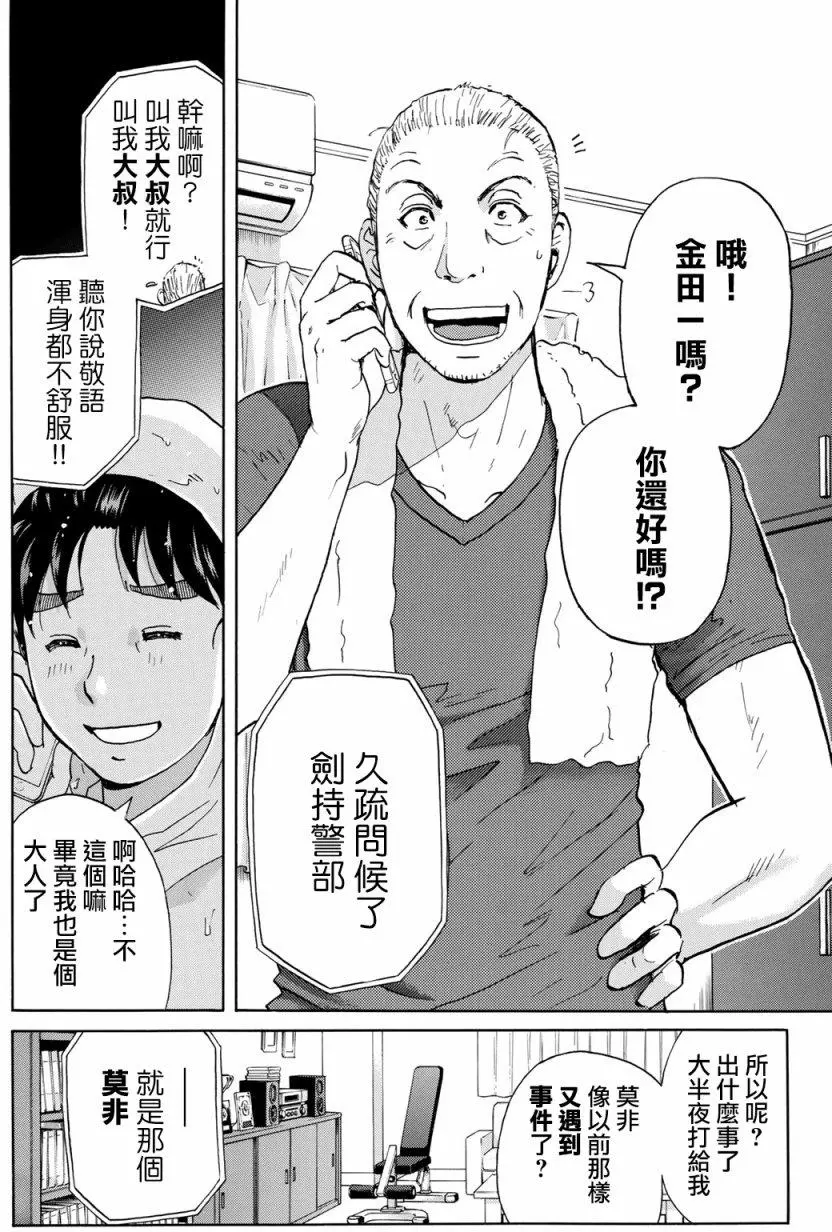 哦！
金田一嗎？
你還好嗎!?
久疏問候了
劍持警部
幹嘛啊？
叫我大叔就行
叫我大叔！
聽你說敬語
渾身都不舒服!!
啊哈哈…不
這個嘛
畢竟我也是個
大人了
所以呢？
出什麼事了
大半夜打給我
莫非
像以前那樣
又遇到
事件了？
——
就是那個
莫非